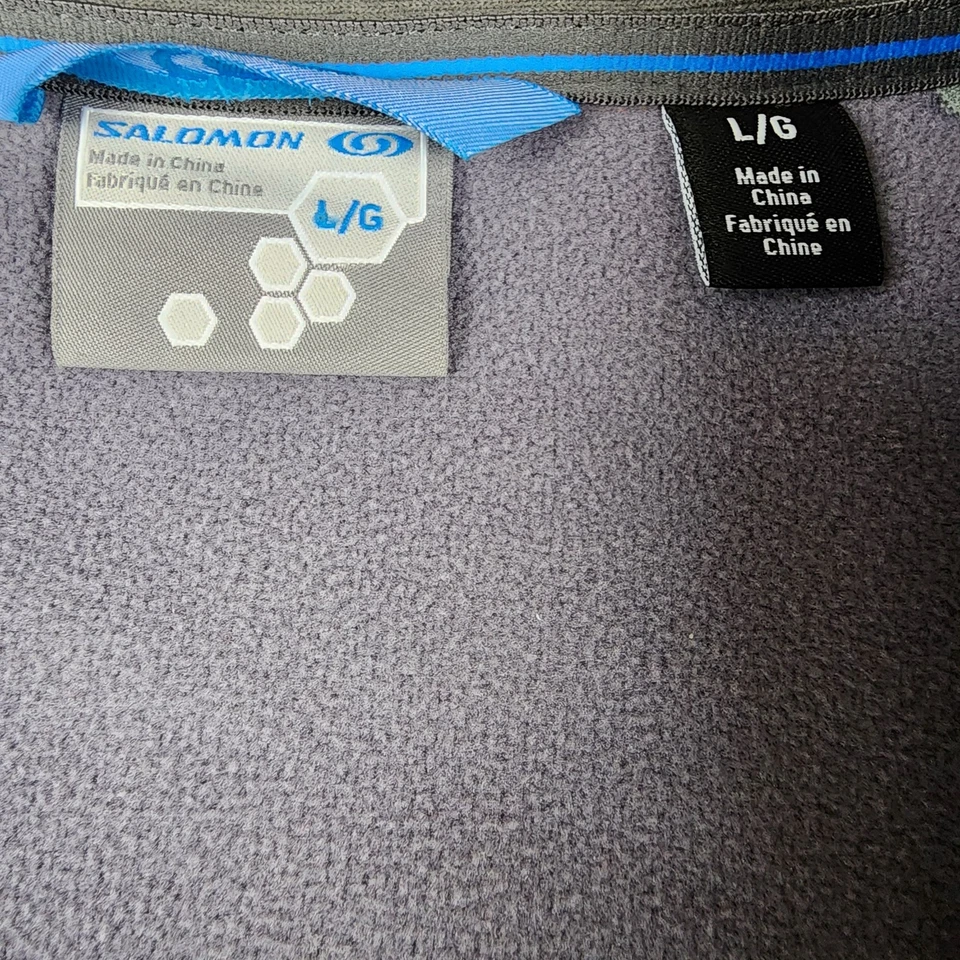 SALOMON
Made in China
Fabriqué en Chine
L/G
L/G
Made in
China
Fabriqué en
Chine